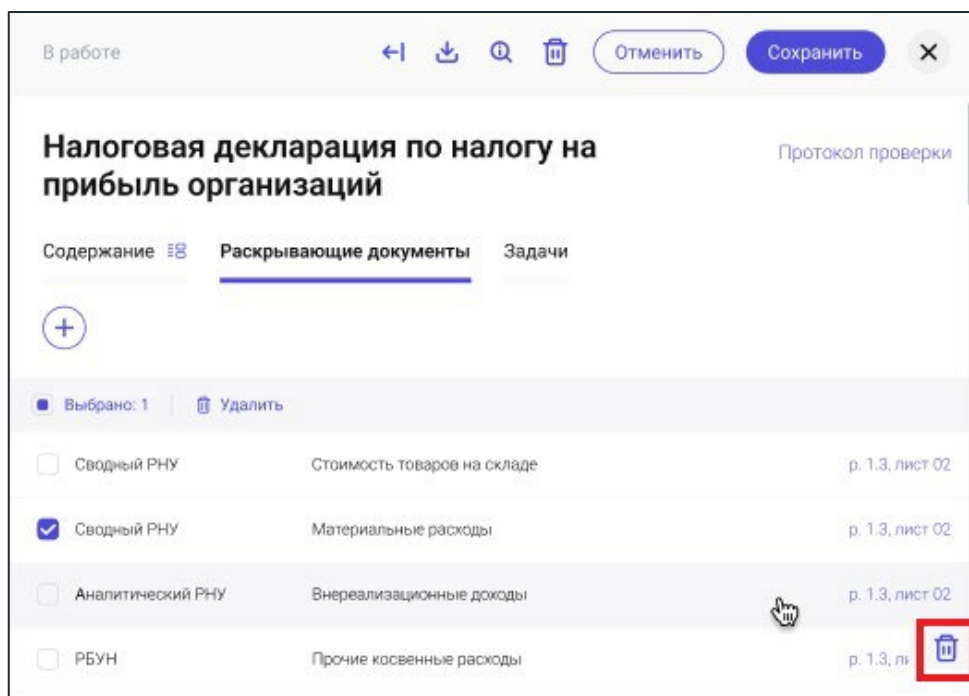 В работе Отменить Сохранить
Налоговая декларация по налогу на
прибыль организаций
Протокол проверки
Содержание Раскрывающие документы Задачи
Выбрано: 1 Удалить
Сводный РНУ Стоимость товаров на складе р. 1.3, лист 02
Сводный РНУ Материальные расходы р. 1.3, лист 02
Аналитический РНУ Внереализационные доходы р. 1.3, лист 02
РБУН Прочие косвенные расходы р. 1.3,